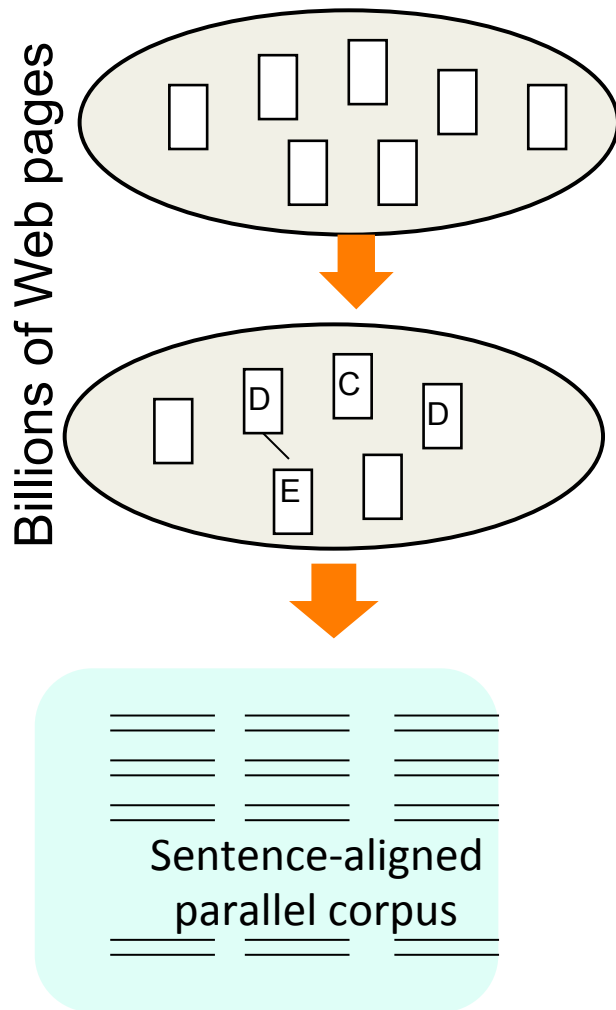 Billions of Web pages
D
C
D
E
Sentence-aligned
parallel corpus